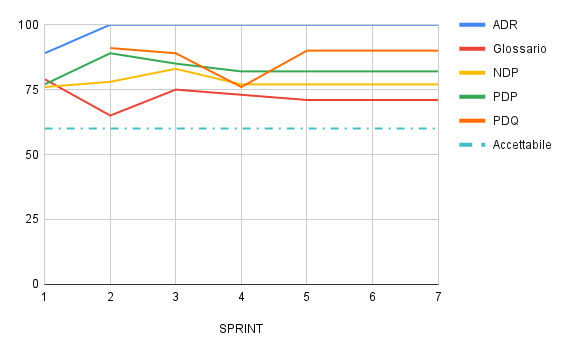 100
75
50
25
0
1 2 3 4 5 6 7
SPRINT
ADR
Glossario
NDP
PDP
PDQ
Accettabile